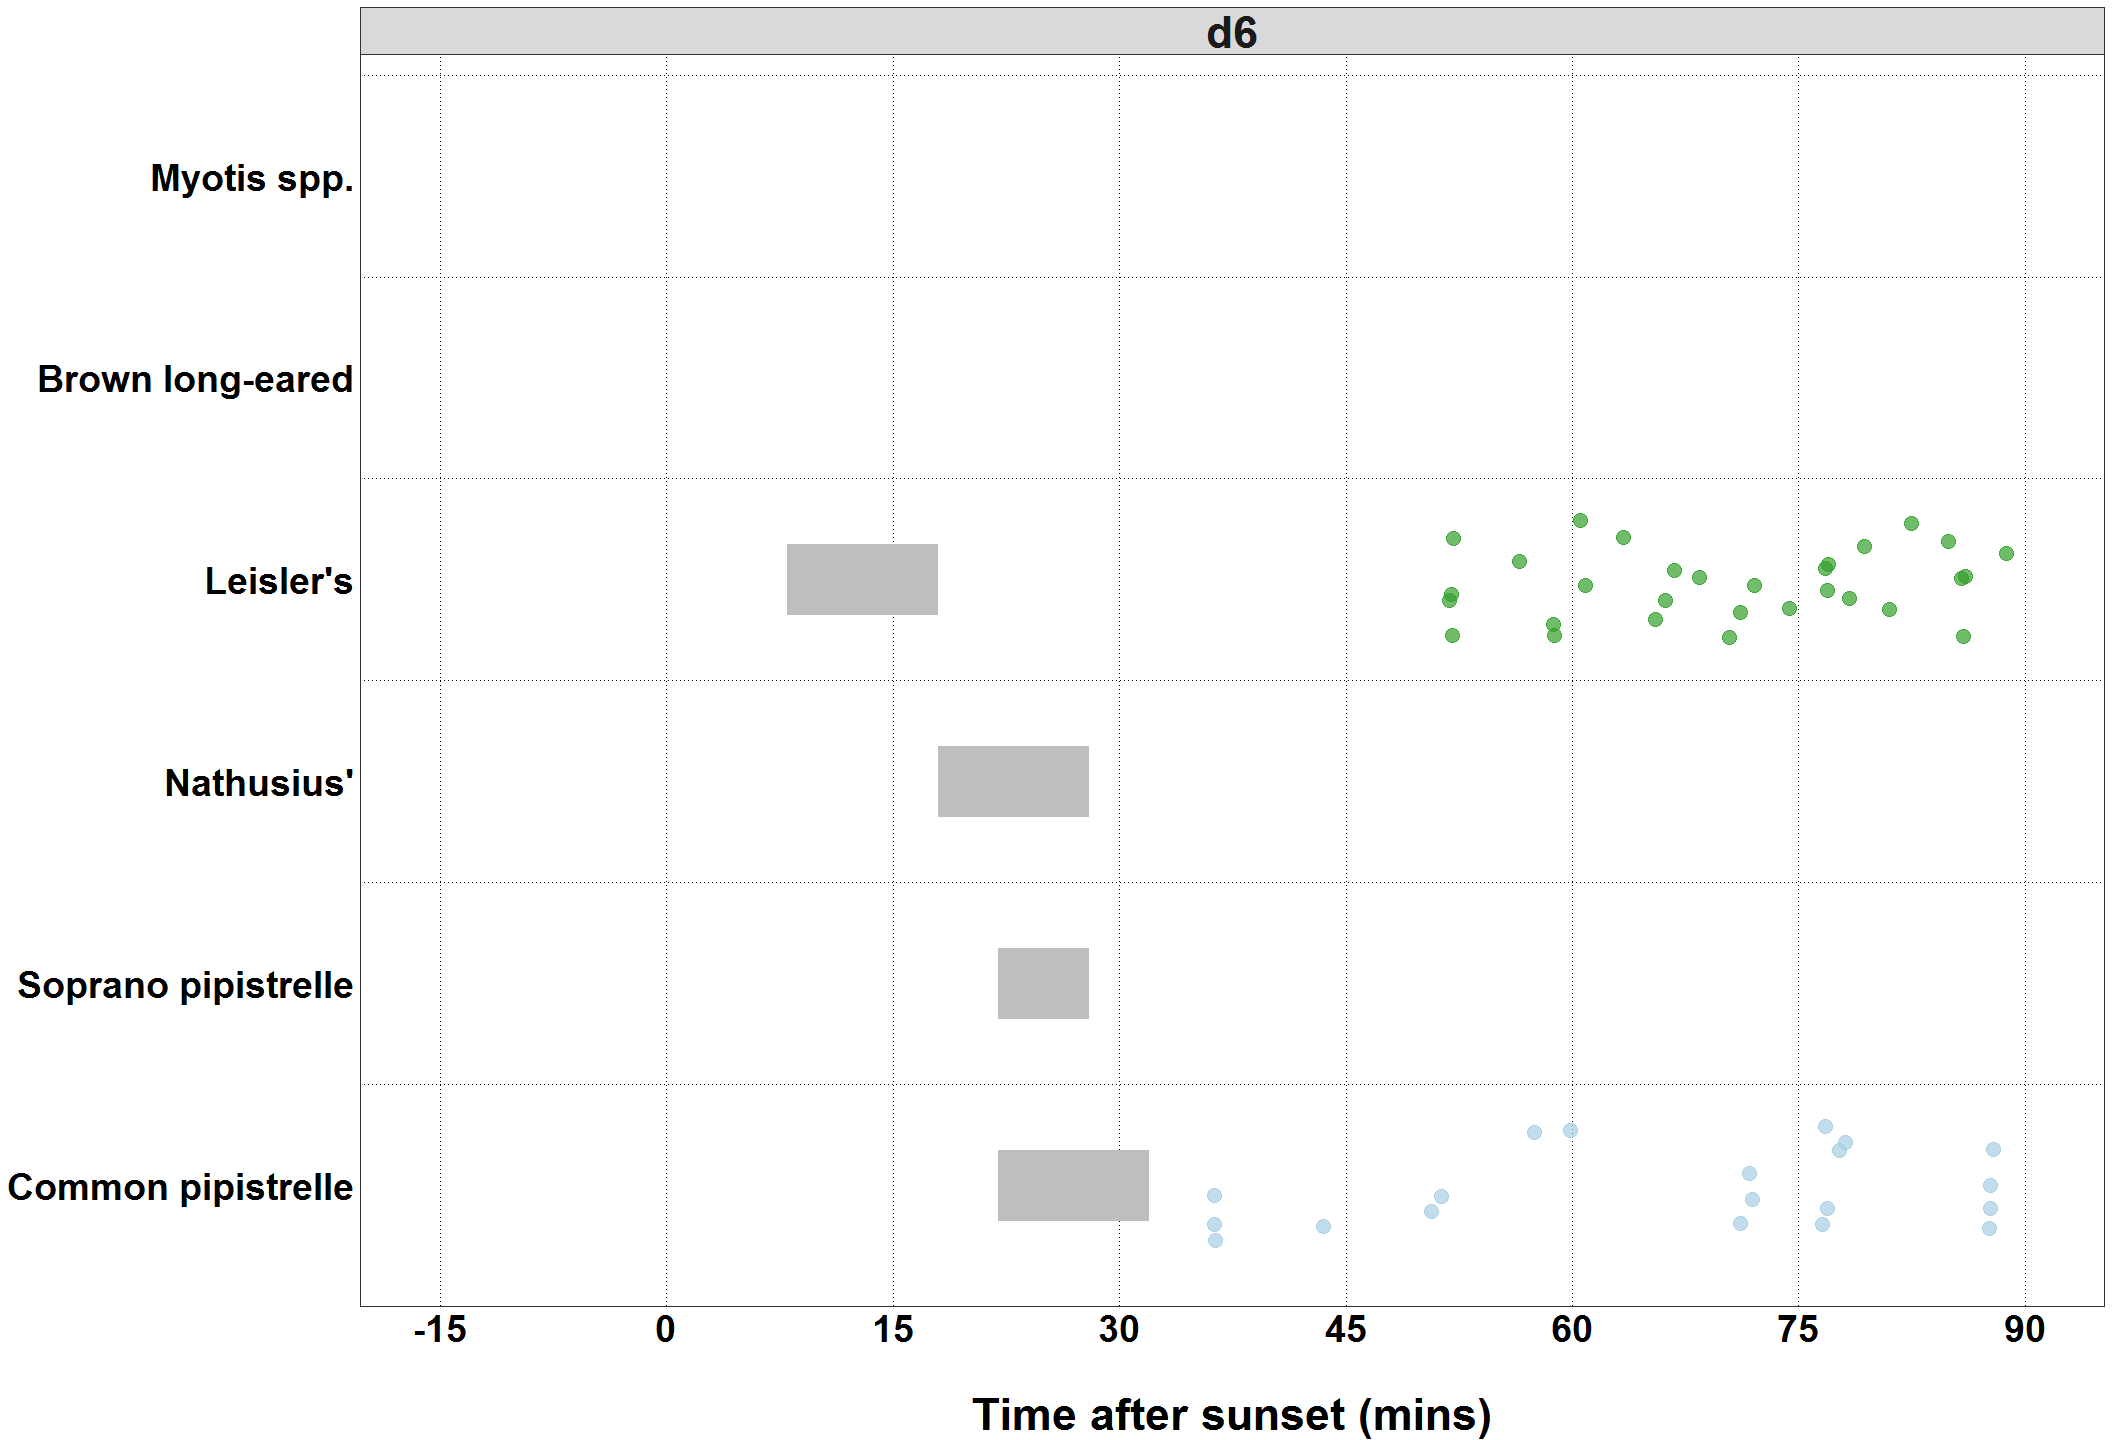 d6
Myotis spp.
Brown long-eared
Leisler's
Nathusius'
Soprano pipistrelle
Common pipistrelle
-15 0 15 30 45 60 75 90
Time after sunset (mins)